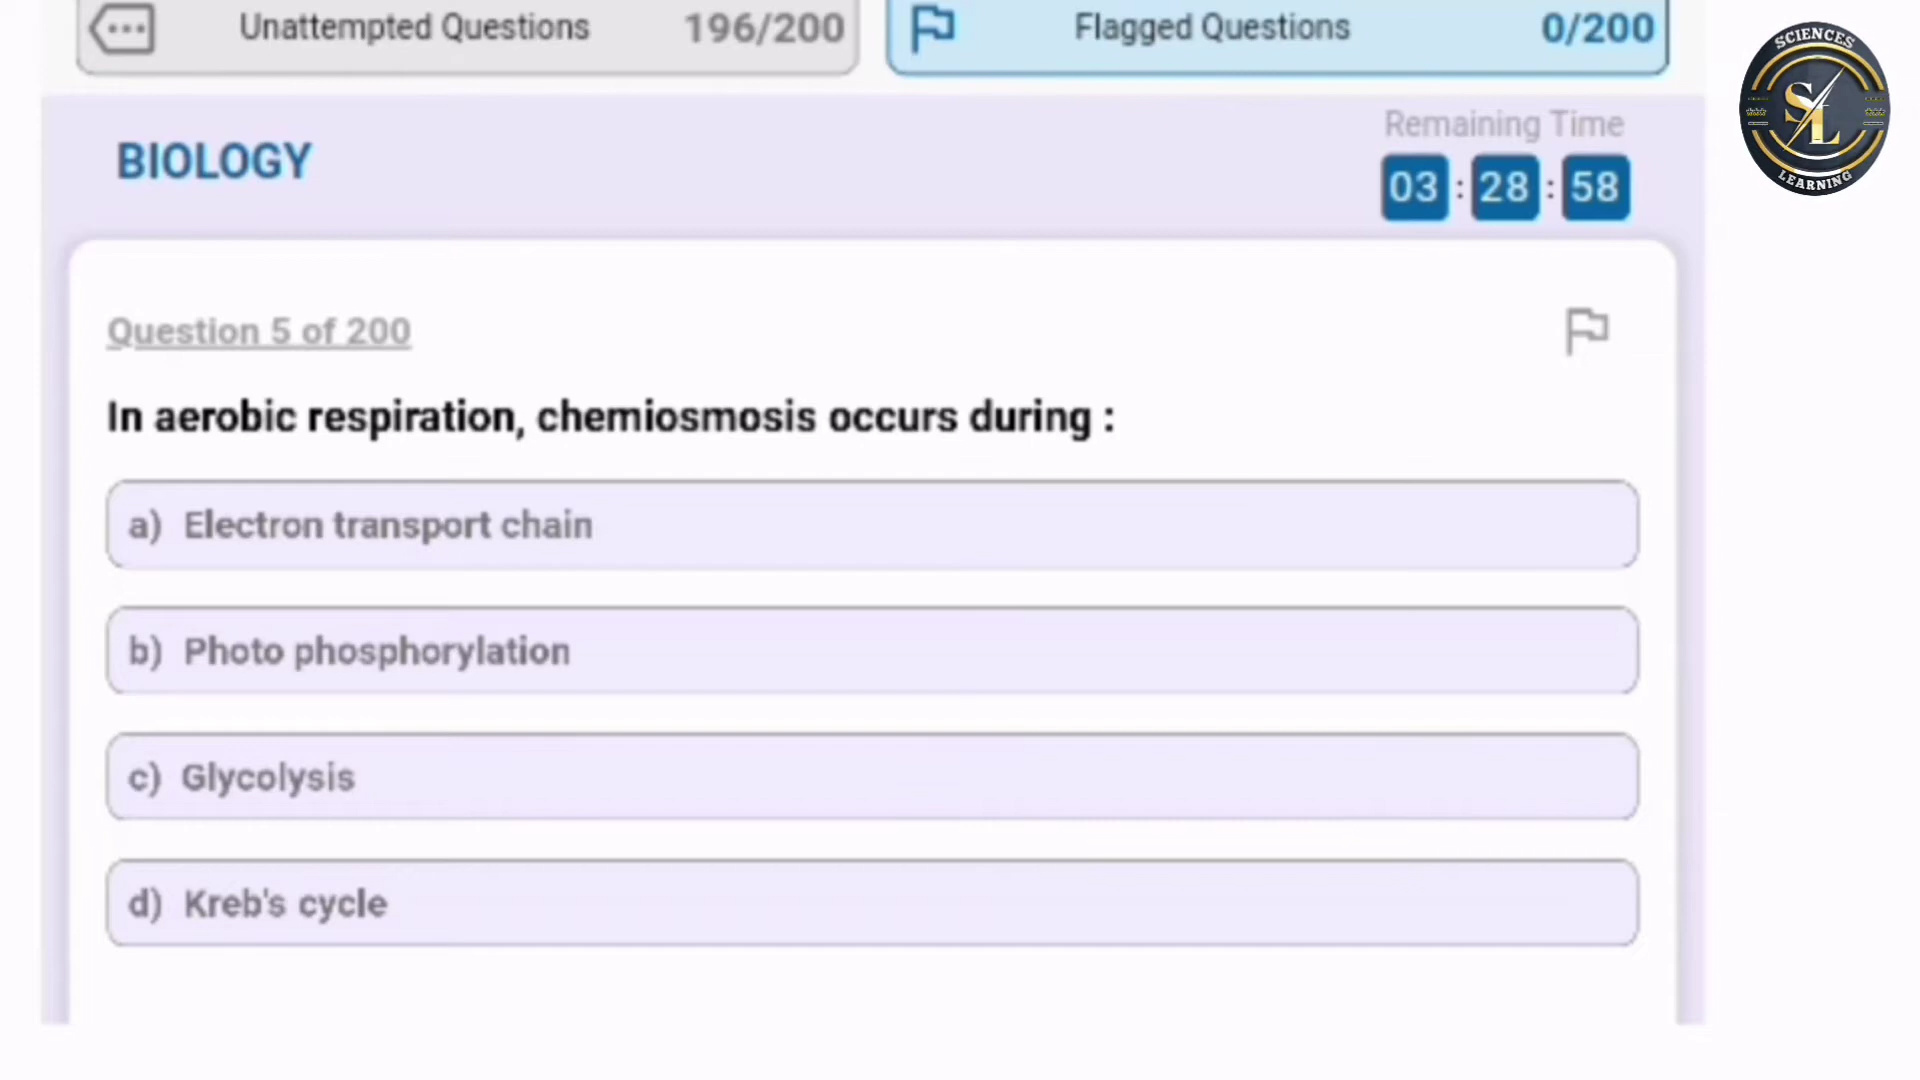 Unattempted Questions 196/200
Flagged Questions 0/200
SCIENCES
SL
LEARNING
BIOLOGY
Remaining Time
03 : 28 : 58
Question 5 of 200
In aerobic respiration, chemiosmosis occurs during :
a) Electron transport chain
b) Photo phosphorylation
c) Glycolysis
d) Kreb's cycle